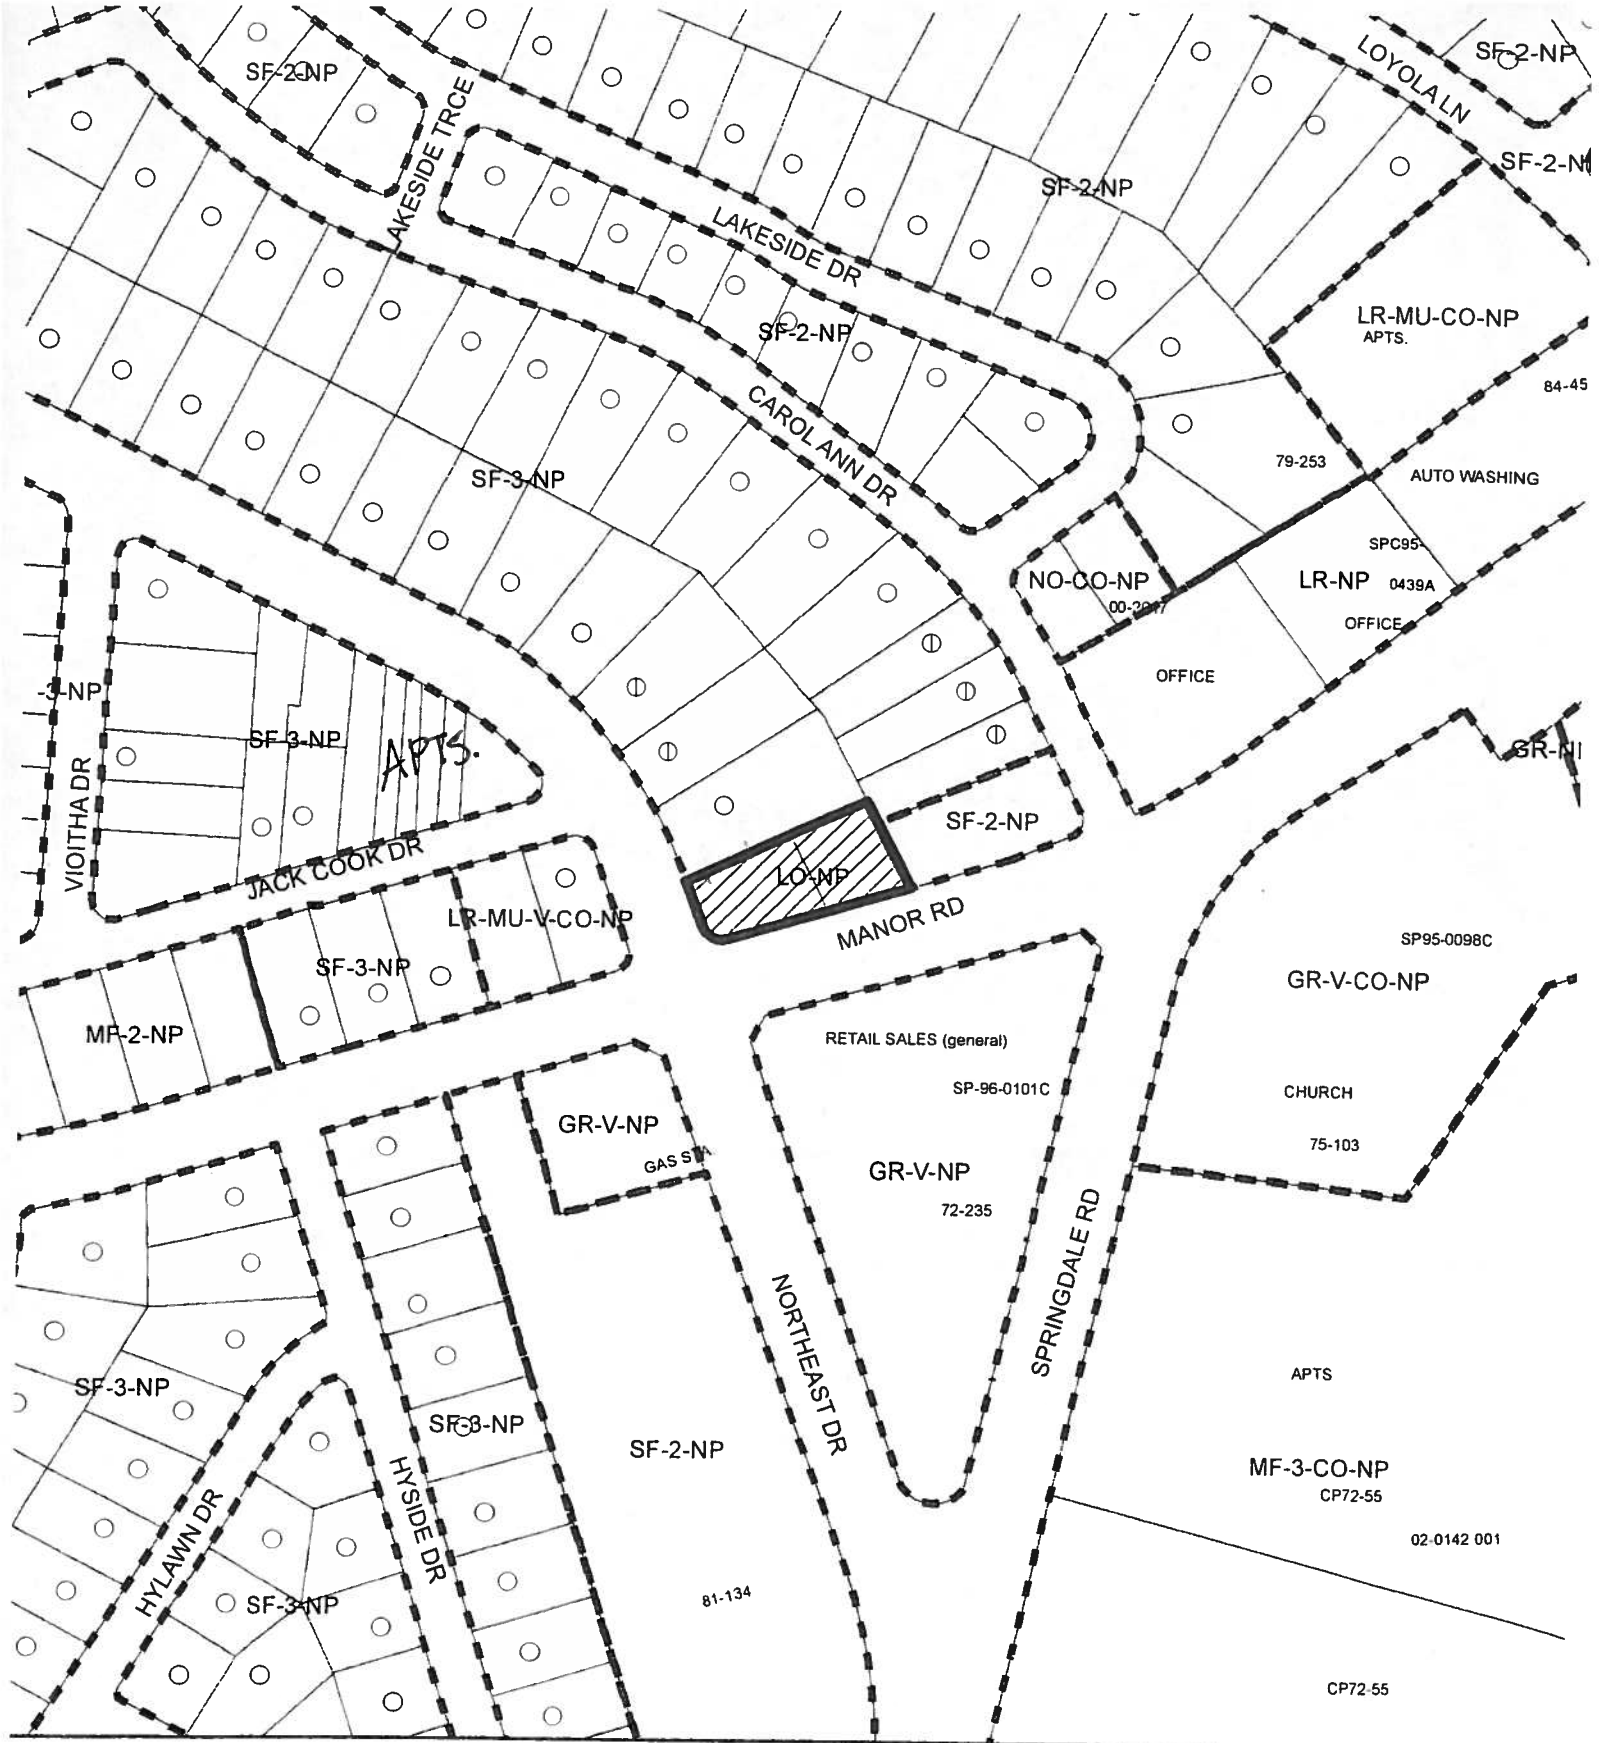 SF-2-NP
LOYOLA LN
SF-2-NP
LAKESIDE TRCE
SF-2-N
SF-2-NP
LAKESIDE DR
LR-MU-CO-NP
APTS.
SF-2-NP
84-45
CAROL ANN DR
79-253
AUTO WASHING
SF-3-NP
SPC95-
0439A
NO-CO-NP
LR-NP
OFFICE
OFFICE
-3-NP
SF-3-NP
APTS.
GR-N
VIOITHA DR
SF-2-NP
JACK COOK DR
LO-NP
LR-MU-V-CO-NP
MANOR RD
SP95-0098C
SF-3-NP
GR-V-CO-NP
MF-2-NP
RETAIL SALES (general)
SP-96-0101C
CHURCH
GR-V-NP
75-103
GAS STA
GR-V-NP
72-235
SPRINGDALE RD
NORTHEAST DR
APTS
SF-3-NP
SF-3-NP
SF-2-NP
MF-3-CO-NP
CP72-55
HYSIDE DR
HYLAWN DR
02-0142 001
SF-3-NP
81-134
CP72-55